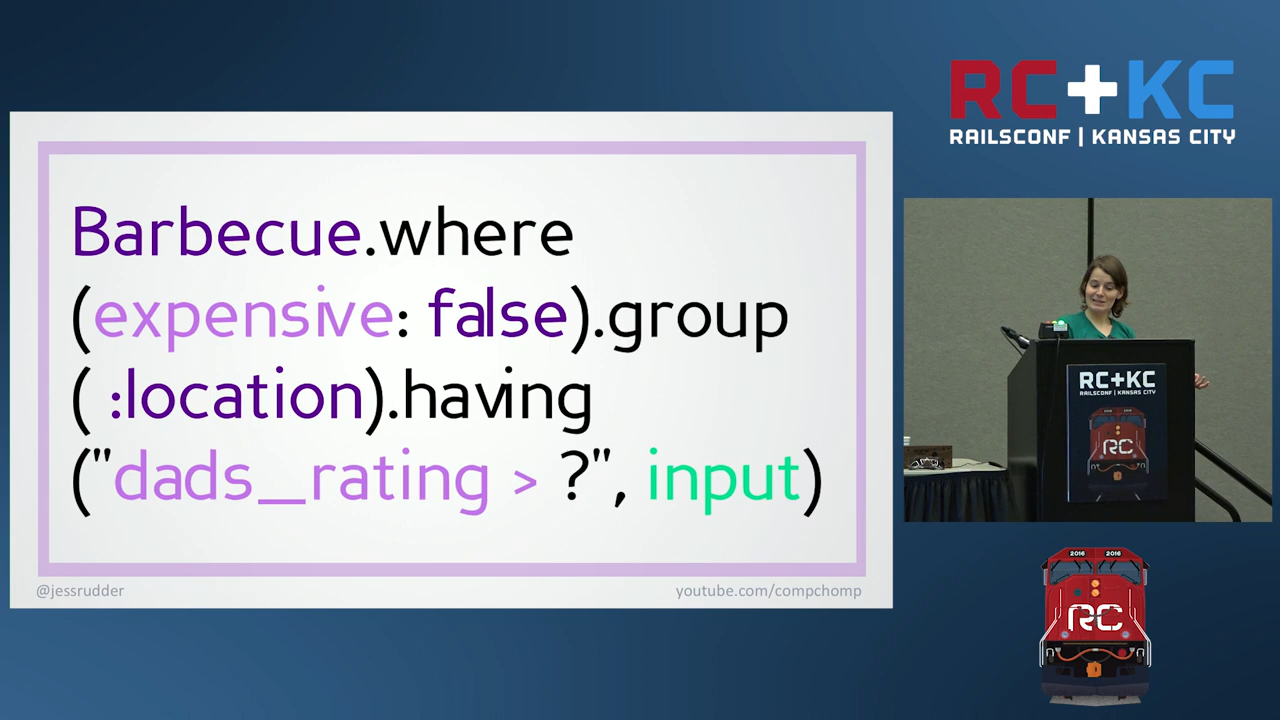 RC+KC
RAILSCONF | KANSAS CITY
Barbecue.where
(expensive: false).group
( :location).having
("dads_rating > ?", input)
@jessrudder
youtube.com/compchomp
RC+KC
RAILSCONF | KANSAS CITY
RC
2016 2016
RC